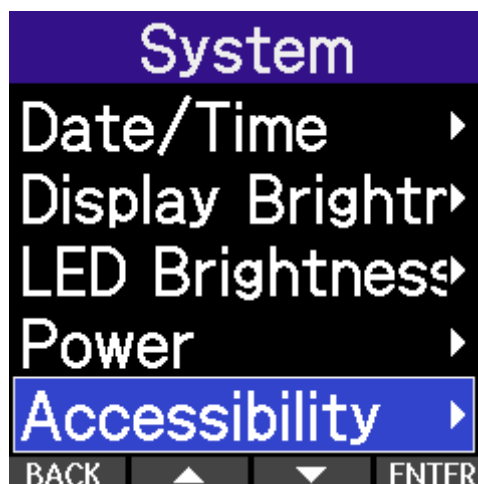 System
Date/Time
Display Brightr
LED Brightness
Power
Accessibility
BACK ENTER